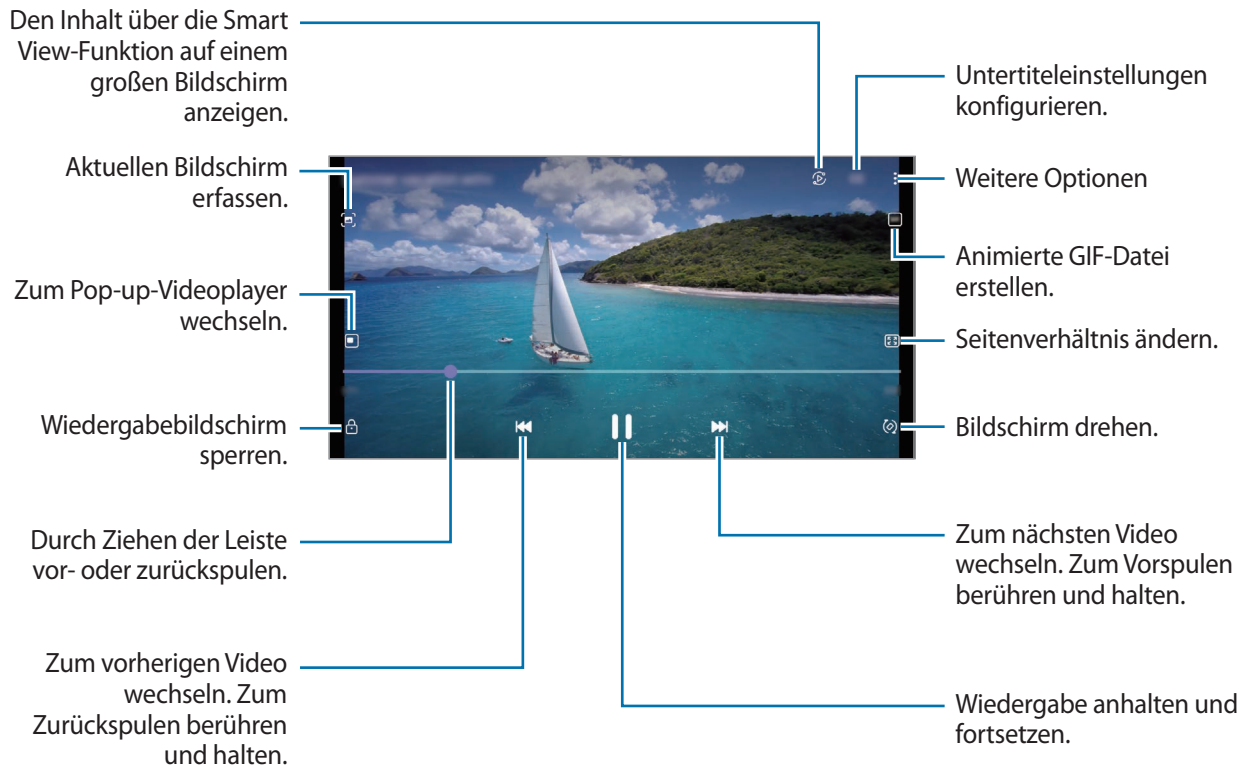 Den Inhalt über die Smart
View-Funktion auf einem
großen Bildschirm
anzeigen.
Aktuellen Bildschirm
erfassen.
Zum Pop-up-Videoplayer
wechseln.
Wiedergabebildschirm
sperren.
Durch Ziehen der Leiste
vor- oder zurückspulen.
Zum vorherigen Video
wechseln. Zum
Zurückspulen berühren
und halten.
Untertiteleinstellungen
konfigurieren.
Weitere Optionen
Animierte GIF-Datei
erstellen.
Seitenverhältnis ändern.
Bildschirm drehen.
Zum nächsten Video
wechseln. Zum Vorspulen
berühren und halten.
Wiedergabe anhalten und
fortsetzen.